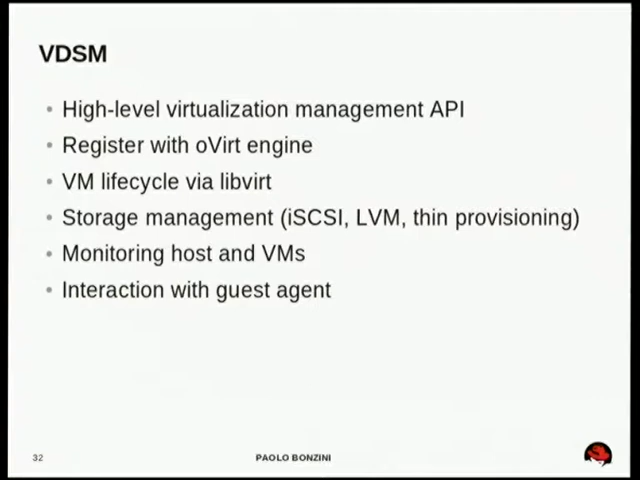 VDSM
High-level virtualization management API
Register with oVirt engine
VM lifecycle via libvirt
Storage management (iSCSI, LVM, thin provisioning)
Monitoring host and VMs
Interaction with guest agent
32
PAOLO BONZINI